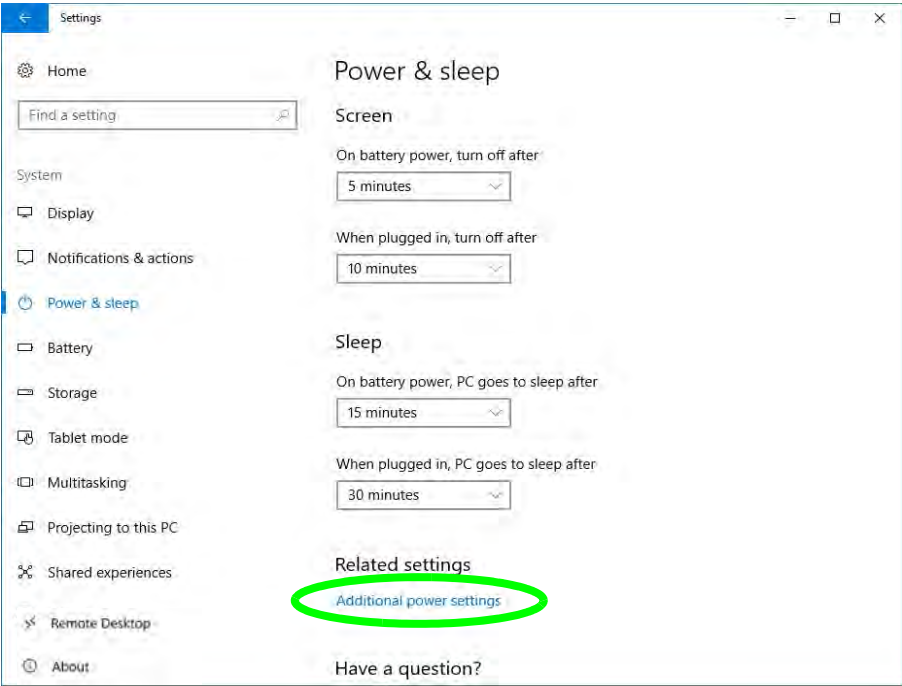 Settings
Home
Find a setting
System
Display
Notifications & actions
Power & sleep
Battery
Storage
Tablet mode
Multitasking
Projecting to this PC
Shared experiences
Remote Desktop
About
Power & sleep
Screen
On battery power, turn off after
5 minutes
When plugged in, turn off after
10 minutes
Sleep
On battery power, PC goes to sleep after
15 minutes
When plugged in, PC goes to sleep after
30 minutes
Related settings
Additional power settings
Have a question?